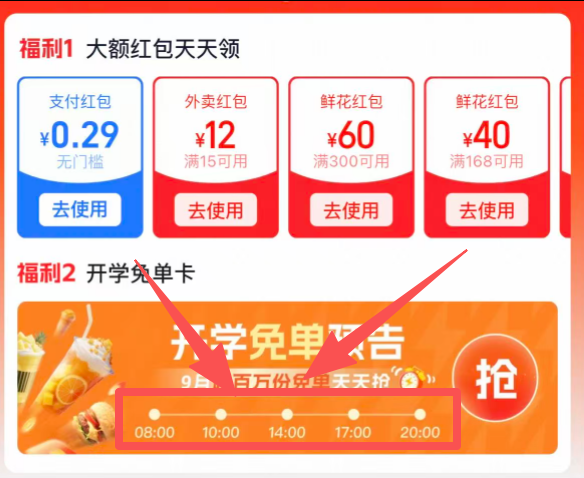 福利1 大额红包天天领
支付红包 外卖红包 鲜花红包 鲜花红包
¥0.29 ¥12 ¥60 ¥40
无门槛 满15可用 满300可用 满168可用
去使用 去使用 去使用 去使用
福利2 开学免单卡
开学免单预告
9月 百万份免单天天抢
抢
08:00 10:00 14:00 17:00 20:00